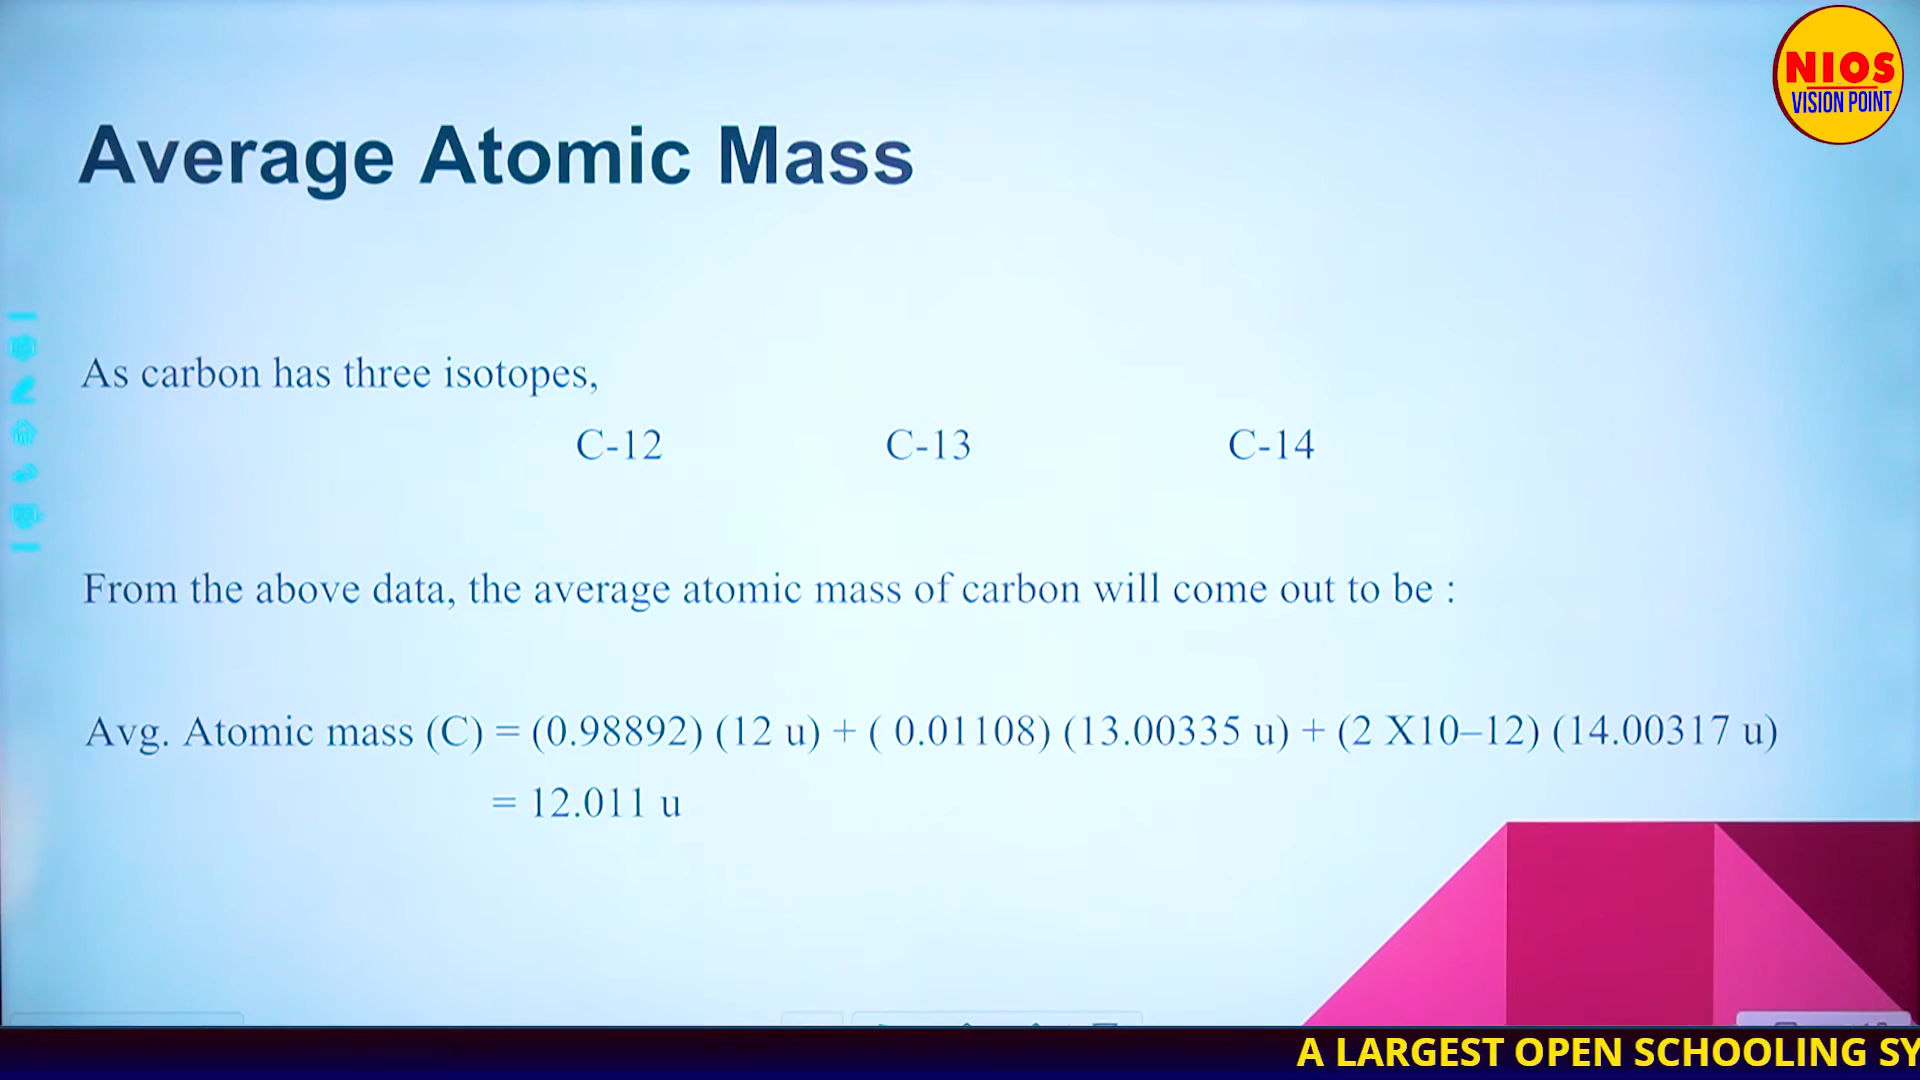 NIOS
VISION POINT
Average Atomic Mass
As carbon has three isotopes,
C-12 C-13 C-14
From the above data, the average atomic mass of carbon will come out to be :
Avg. Atomic mass (C) = (0.98892) (12 u) + ( 0.01108) (13.00335 u) + (2 X10–12) (14.00317 u)
= 12.011 u
A LARGEST OPEN SCHOOLING SY